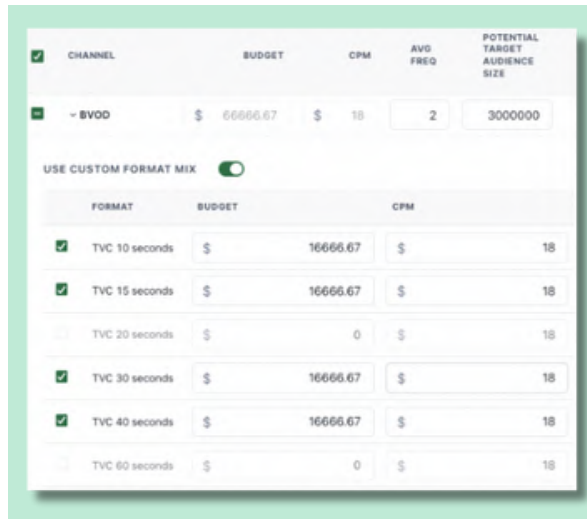 CHANNEL BUDGET CPM AVG FREQ POTENTIAL TARGET AUDIENCE SIZE
BVOD $ 66666.67 $ 18 2 3000000
USE CUSTOM FORMAT MIX
FORMAT BUDGET CPM
TVC 10 seconds $ 16666.67 $ 18
TVC 15 seconds $ 16666.67 $ 18
TVC 20 seconds $ 0 $ 18
TVC 30 seconds $ 16666.67 $ 18
TVC 40 seconds $ 16666.67 $ 18
TVC 60 seconds $ 0 $ 18